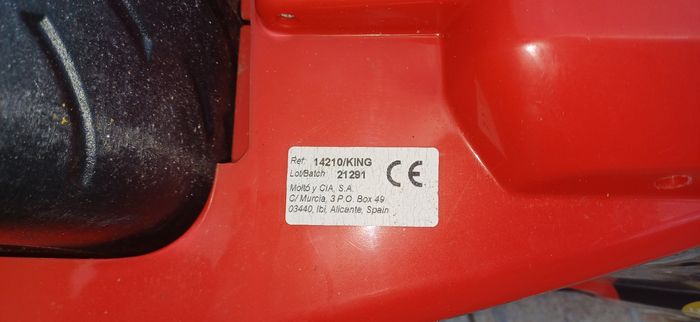 Ref: 14210/KING
Lot/Batch 21291
CE
Moltó y CIA, S.A.
C/ Murcia, 3 P.O. Box 49
03440, Ibi, Alicante, Spain